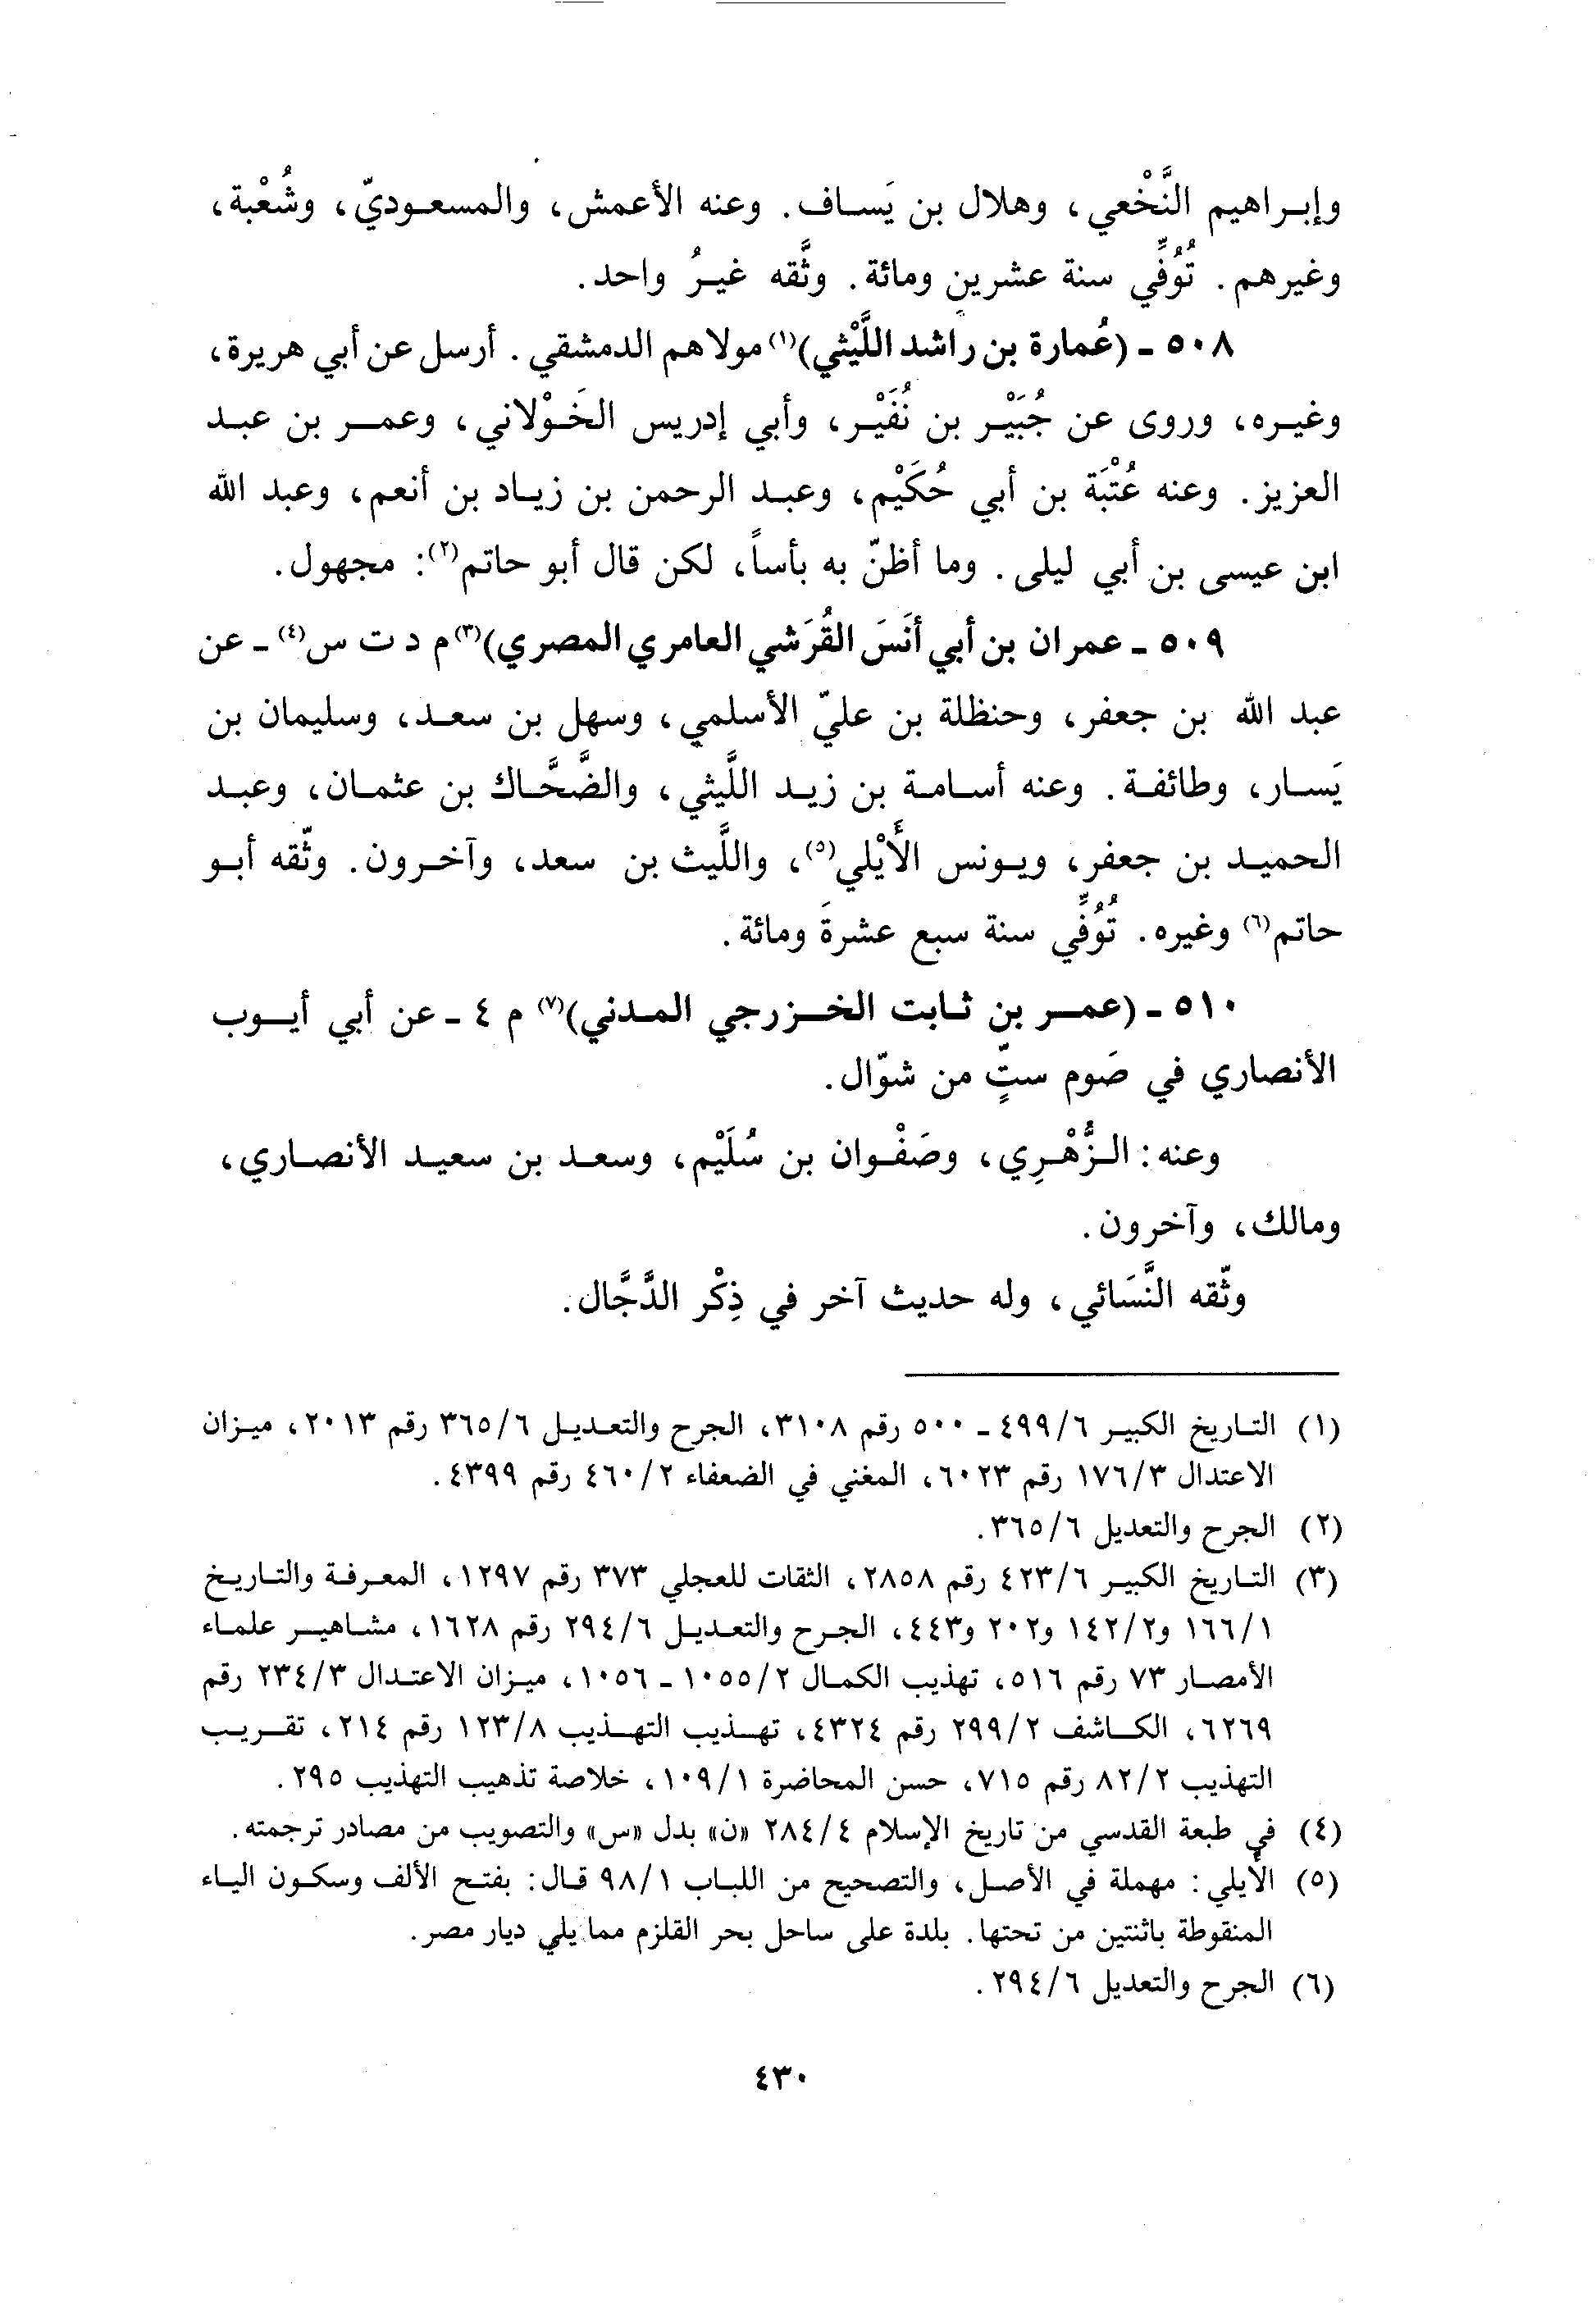 وإبراهيم النَّخْعي، وهلال بن يَساف. وعنه الأعمش، والمسعوديّ، وشُعْبة،
وغيرهم. تُوُفِّي سنة عشرين ومائة. وثَّقه غيرُ واحد.
٥٠٨ ـ (عُمارة بن راشد اللَّيْثي)(١) مولاهم الدمشقي. أرسل عن أبي هريرة،
وغيره، وروى عن جُبَيْر بن نُفَيْر، وأبي إدريس الخَوْلاني، وعمر بن عبد
العزيز. وعنه عُتْبَة بن أبي حُكَيْم، وعبد الرحمن بن زياد بن أنعم، وعبد الله
ابن عيسى بن أبي ليلى. وما أظنّ به بأساً، لكن قال أبو حاتم(٢): مجهول.
٥٠٩ ـ عمران بن أبي أنَسَ القُرَشي العامري المصري)(٣) م د ت س(٤) ـ عن
عبد الله بن جعفر، وحنظلة بن عليّ الأسلمي، وسهل بن سعد، وسليمان بن
يَسار، وطائفة. وعنه أسامة بن زيد اللَّيثي، والضَّحَّاك بن عثمان، وعبد
الحميد بن جعفر، ويونس الأَيْلي(٥)، واللَّيث بن سعد، وآخرون. وثّقه أبو
حاتم(٦) وغيره. تُوُفِّي سنة سبع عشرةَ ومائة.
٥١٠ ـ (عمر بن ثابت الخزرجي المدني)(٧) م ٤ ـ عن أبي أيوب
الأنصاري في صَوم ستٍّ من شوّال.
وعنه: الزُّهْرِي، وصَفْوان بن سُلَيْم، وسعد بن سعيد الأنصاري،
ومالك، وآخرون.
وثّقه النَّسَائي، وله حديث آخر في ذِكْر الدَّجَّال.
(١) التاريخ الكبير ٤٩٩/٦ ـ ٥٠٠ رقم ٣١٠٨، الجرح والتعديل ٣٦٥/٦ رقم ٢٠١٣، ميزان
الاعتدال ١٧٦/٣ رقم ٦٠٢٣، المغني في الضعفاء ٤٦٠/٢ رقم ٤٣٩٩.
(٢) الجرح والتعديل ٣٦٥/٦.
(٣) التاريخ الكبير ٤٢٣/٦ رقم ٢٨٥٨، الثقات للعجلي ٣٧٣ رقم ١٢٩٧، المعرفة والتاريخ
١٦٦/١ و١٤٢/٢ و٢٠٢ و٤٤٣، الجرح والتعديل ٢٩٤/٦ رقم ١٦٢٨، مشاهير علماء
الأمصار ٧٣ رقم ٥١٦، تهذيب الكمال ١٠٥٥/٢ ـ ١٠٥٦، ميزان الاعتدال ٢٣٤/٣ رقم
٦٢٦٩، الكاشف ٢٩٩/٢ رقم ٤٣٢٤، تهذيب التهذيب ١٢٣/٨ رقم ٢١٤، تقريب
التهذيب ٨٢/٢ رقم ٧١٥، حسن المحاضرة ١٠٩/١، خلاصة تذهيب التهذيب ٢٩٥.
(٤) في طبعة القدسي من تاريخ الإسلام ٢٨٤/٤ «ن» بدل «س» والتصويب من مصادر ترجمته.
(٥) الأيلي: مهملة في الأصل، والتصحيح من اللباب ٩٨/١ قال: بفتح الألف وسكون الياء
المنقوطة باثنتين من تحتها. بلدة على ساحل بحر القلزم مما يلي ديار مصر.
(٦) الجرح والتعديل ٢٩٤/٦.
٤٣٠